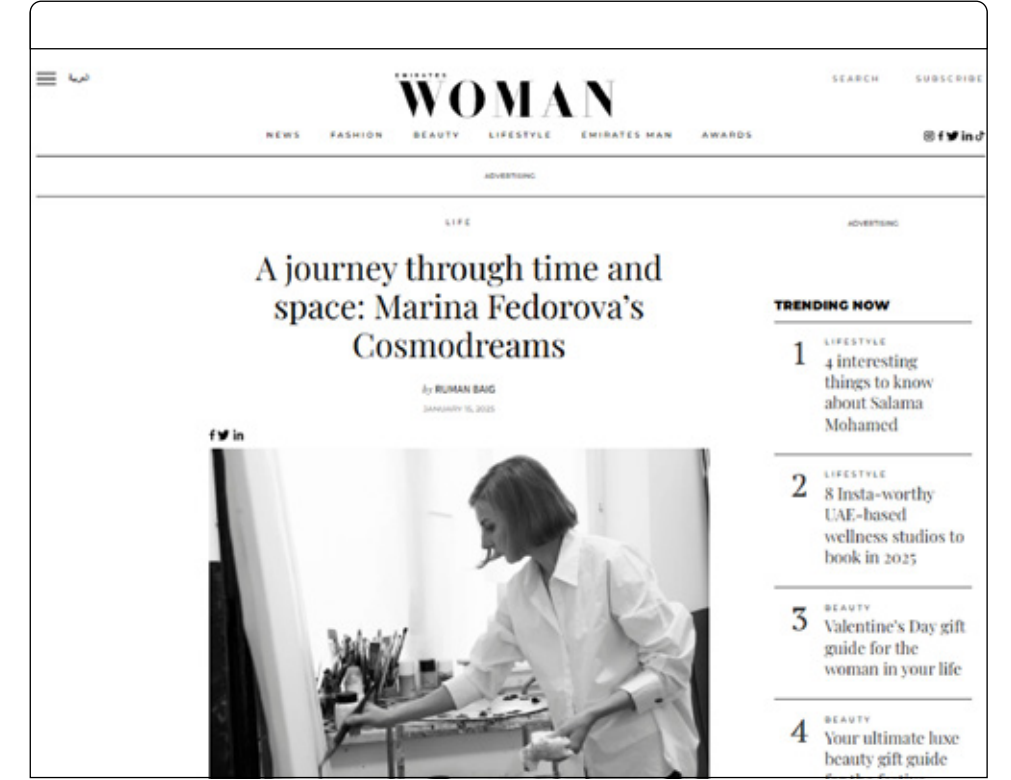 العربية
EMIRATES
WOMAN
SEARCH SUBSCRIBE
NEWS FASHION BEAUTY LIFESTYLE EMIRATES MAN AWARDS
ADVERTISING
LIFE
A journey through time and
space: Marina Fedorova's
Cosmodreams
by RUMAN BAIG
JANUARY 15, 2025
ADVERTISING
TRENDING NOW
1
LIFESTYLE
4 interesting
things to know
about Salama
Mohamed
2
LIFESTYLE
8 Insta-worthy
UAE-based
wellness studios to
book in 2025
3
BEAUTY
Valentine's Day gift
guide for the
woman in your life
4
BEAUTY
Your ultimate luxe
beauty gift guide